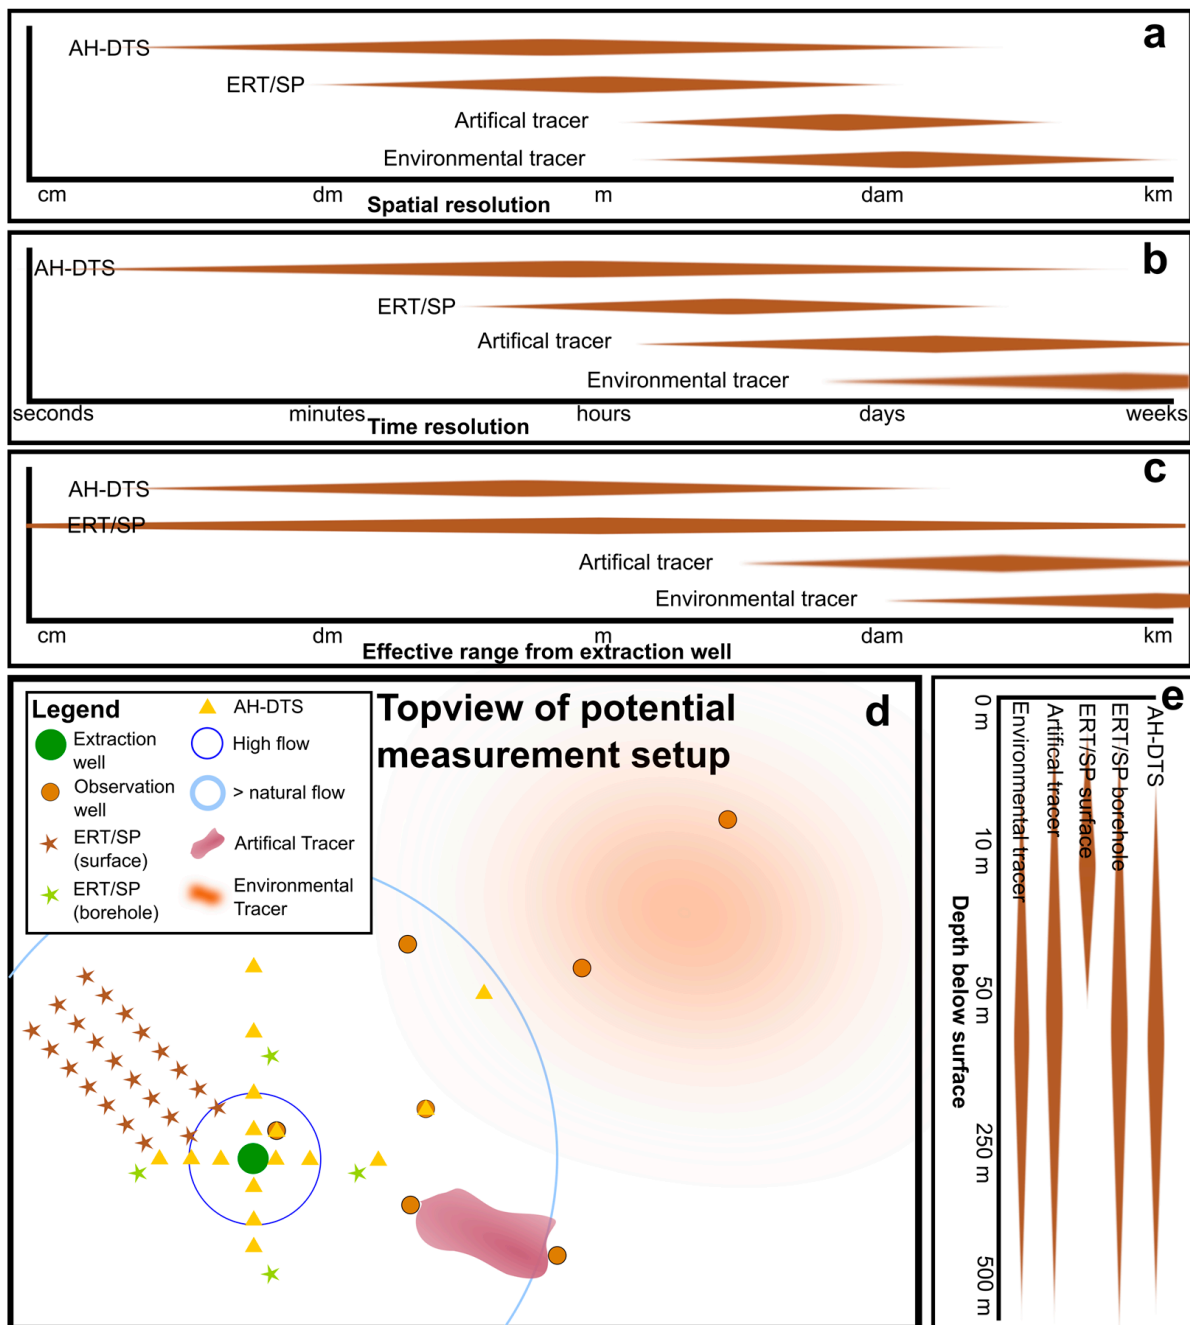 a
AH-DTS
ERT/SP
Artifical tracer
Environmental tracer
cm dm m dam km
Spatial resolution
b
AH-DTS
ERT/SP
Artifical tracer
Environmental tracer
seconds minutes hours days weeks
Time resolution
c
AH-DTS
ERT/SP
Artifical tracer
Environmental tracer
cm dm m dam km
Effective range from extraction well
d
Topview of potential
measurement setup
Legend
Extraction
well
Observation
well
ERT/SP
(surface)
ERT/SP
(borehole)
AH-DTS
High flow
> natural flow
Artifical Tracer
Environmental
Tracer
e
0 m
10 m
50 m
250 m
500 m
Depth below surface
Environmental tracer
Artifical tracer
ERT/SP surface
ERT/SP borehole
AH-DTS